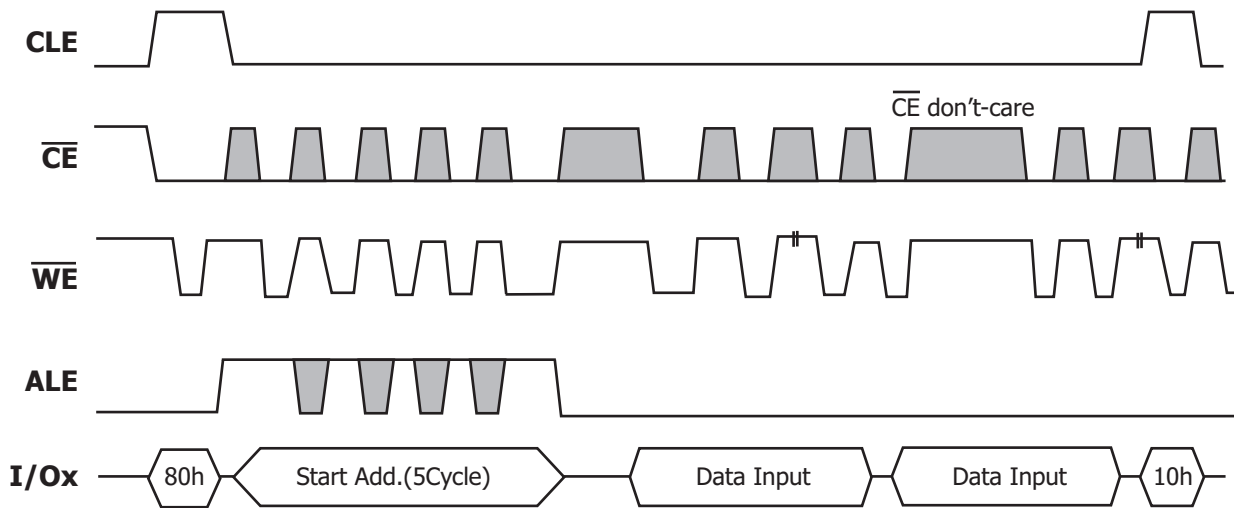 CLE
CE don't-care
CE
WE
ALE
I/Ox 80h Start Add.(5Cycle) Data Input Data Input 10h